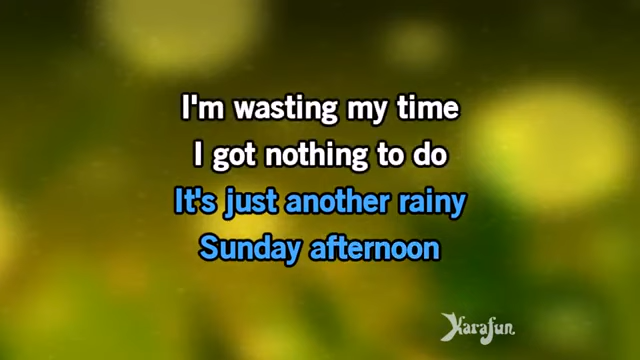 I'm wasting my time
I got nothing to do
It's just another rainy
Sunday afternoon
Karafun